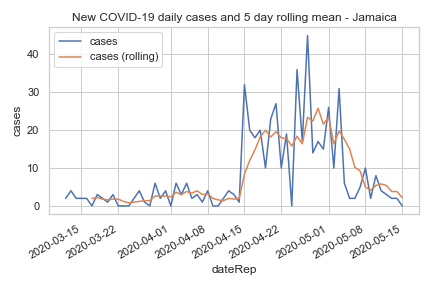 New COVID-19 daily cases and 5 day rolling mean - Jamaica
cases
cases (rolling)
40
30
20
10
0
cases
2020-03-15
2020-03-22
2020-04-01
2020-04-08
2020-04-15
2020-04-22
2020-05-01
2020-05-08
2020-05-15
dateRep